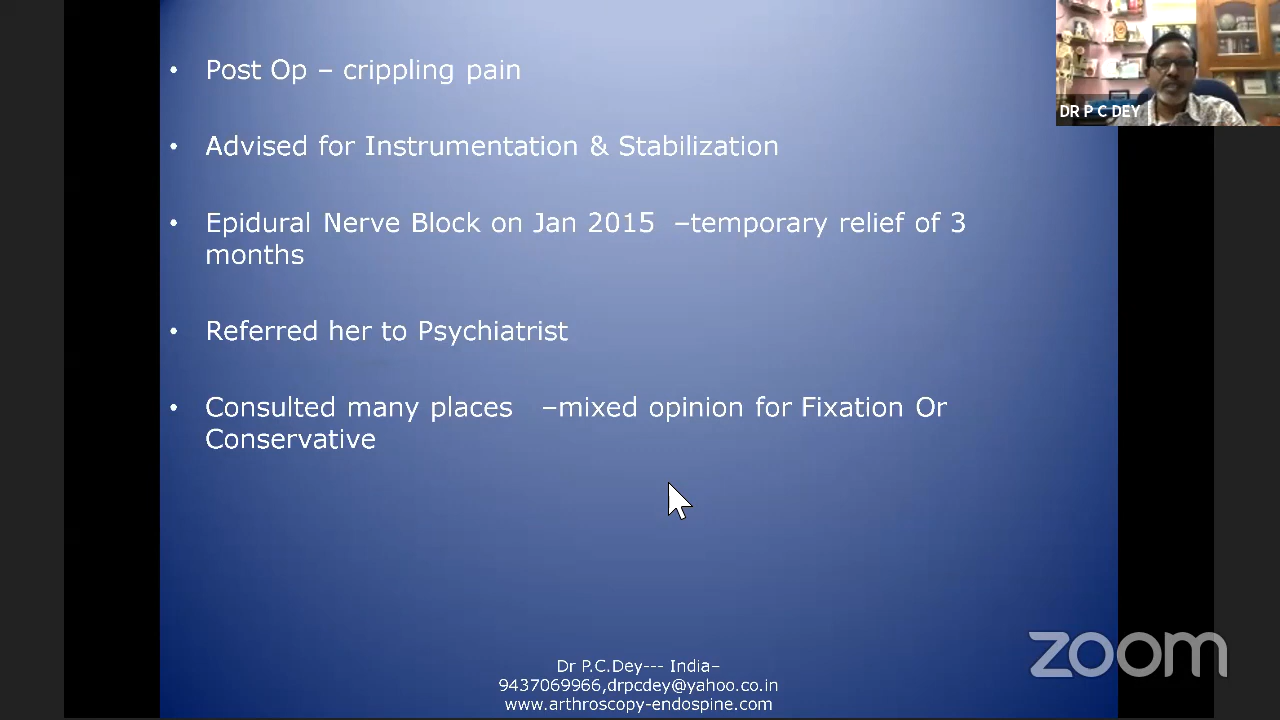 • Post Op – crippling pain
• Advised for Instrumentation & Stabilization
• Epidural Nerve Block on Jan 2015 –temporary relief of 3
months
• Referred her to Psychiatrist
• Consulted many places –mixed opinion for Fixation Or
Conservative
Dr P.C.Dey--- India–
9437069966,drpcdey@yahoo.co.in
www.arthroscopy-endospine.com
DR P C DEY
zoom